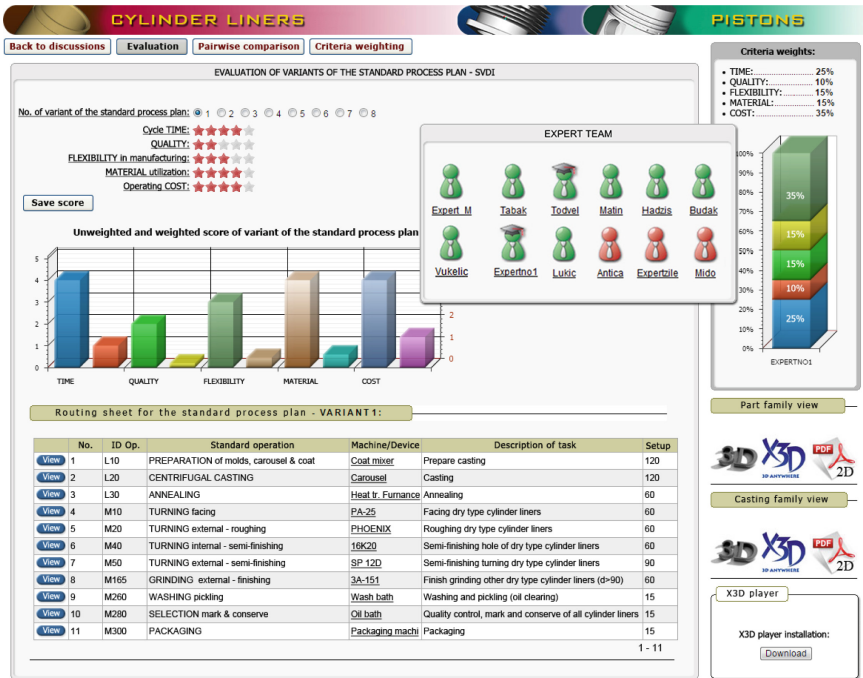 CYLINDER LINERS
PISTONS
Back to discussions
Evaluation
Pairwise comparison
Criteria weighting
EVALUATION OF VARIANTS OF THE STANDARD PROCESS PLAN - SVDI
No. of variant of the standard process plan: 1 2 3 4 5 6 7 8
Cycle TIME:
QUALITY:
FLEXIBILITY in manufacturing:
MATERIAL utilization:
Operating COST:
Save score
Unweighted and weighted score of variant of the standard process plan
5
4
3
2
1
0
2
1
0
TIME QUALITY FLEXIBILITY MATERIAL COST
EXPERT TEAM
Expert_M Tabak Todvel Matin Hadzis Budak
Vukelic Expertno1 Lukic Antica Expertzile Mido
Criteria weights:
• TIME:.................... 25%
• QUALITY:.................... 10%
• FLEXIBILITY:.................... 15%
• MATERIAL:.................... 15%
• COST:.................... 35%
100%
90%
80%
70%
60%
50%
40%
30%
20%
10%
0%
35%
15%
15%
10%
25%
EXPERTNO1
Routing sheet for the standard process plan - VARIANT1:
No. ID Op. Standard operation Machine/Device Description of task Setup
View 1 L10 PREPARATION of molds, carousel & coat Coat mixer Prepare casting 120
View 2 L20 CENTRIFUGAL CASTING Carousel Casting 120
View 3 L30 ANNEALING Heat tr. Furnance Annealing 60
View 4 M10 TURNING facing PA-25 Facing dry type cylinder liners 60
View 5 M20 TURNING external - roughing PHOENIX Roughing dry type cylinder liners 60
View 6 M40 TURNING internal - semi-finishing 16K20 Semi-finishing hole of dry type cylinder liners 60
View 7 M50 TURNING external - semi-finishing SP 12D Semi-finishing turning dry type cylinder liners 90
View 8 M165 GRINDING external - finishing 3A-151 Finish grinding other dry type cylinder liners (d>90) 60
View 9 M260 WASHING pickling Wash bath Washing and pickling (oil clearing) 15
View 10 M280 SELECTION mark & conserve Oil bath Quality control, mark and conserve of all cylinder liners 15
View 11 M300 PACKAGING Packaging machi Packaging 15
1 - 11
Part family view
3D X3D PDF 2D
3D ANYWHERE
Casting family view
3D X3D PDF 2D
3D ANYWHERE
X3D player
X3D player installation:
Download